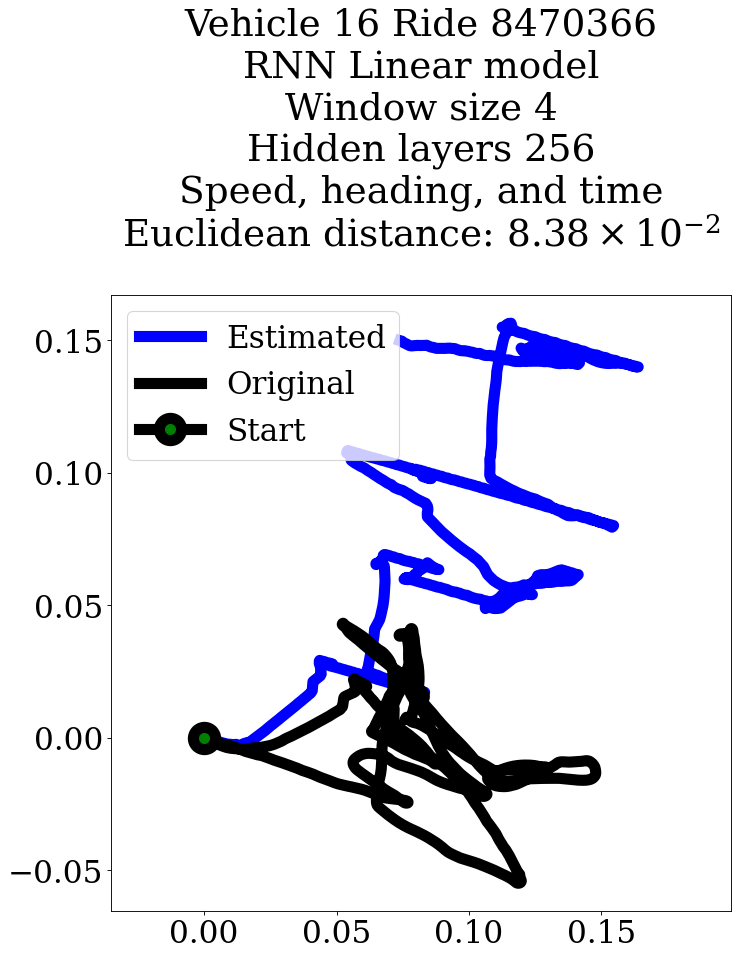 Vehicle 16 Ride 8470366
RNN Linear model
Window size 4
Hidden layers 256
Speed, heading, and time
Euclidean distance: 8.38 × 10⁻²
Estimated
Original
Start
0.15
0.10
0.05
0.00
−0.05
0.00 0.05 0.10 0.15